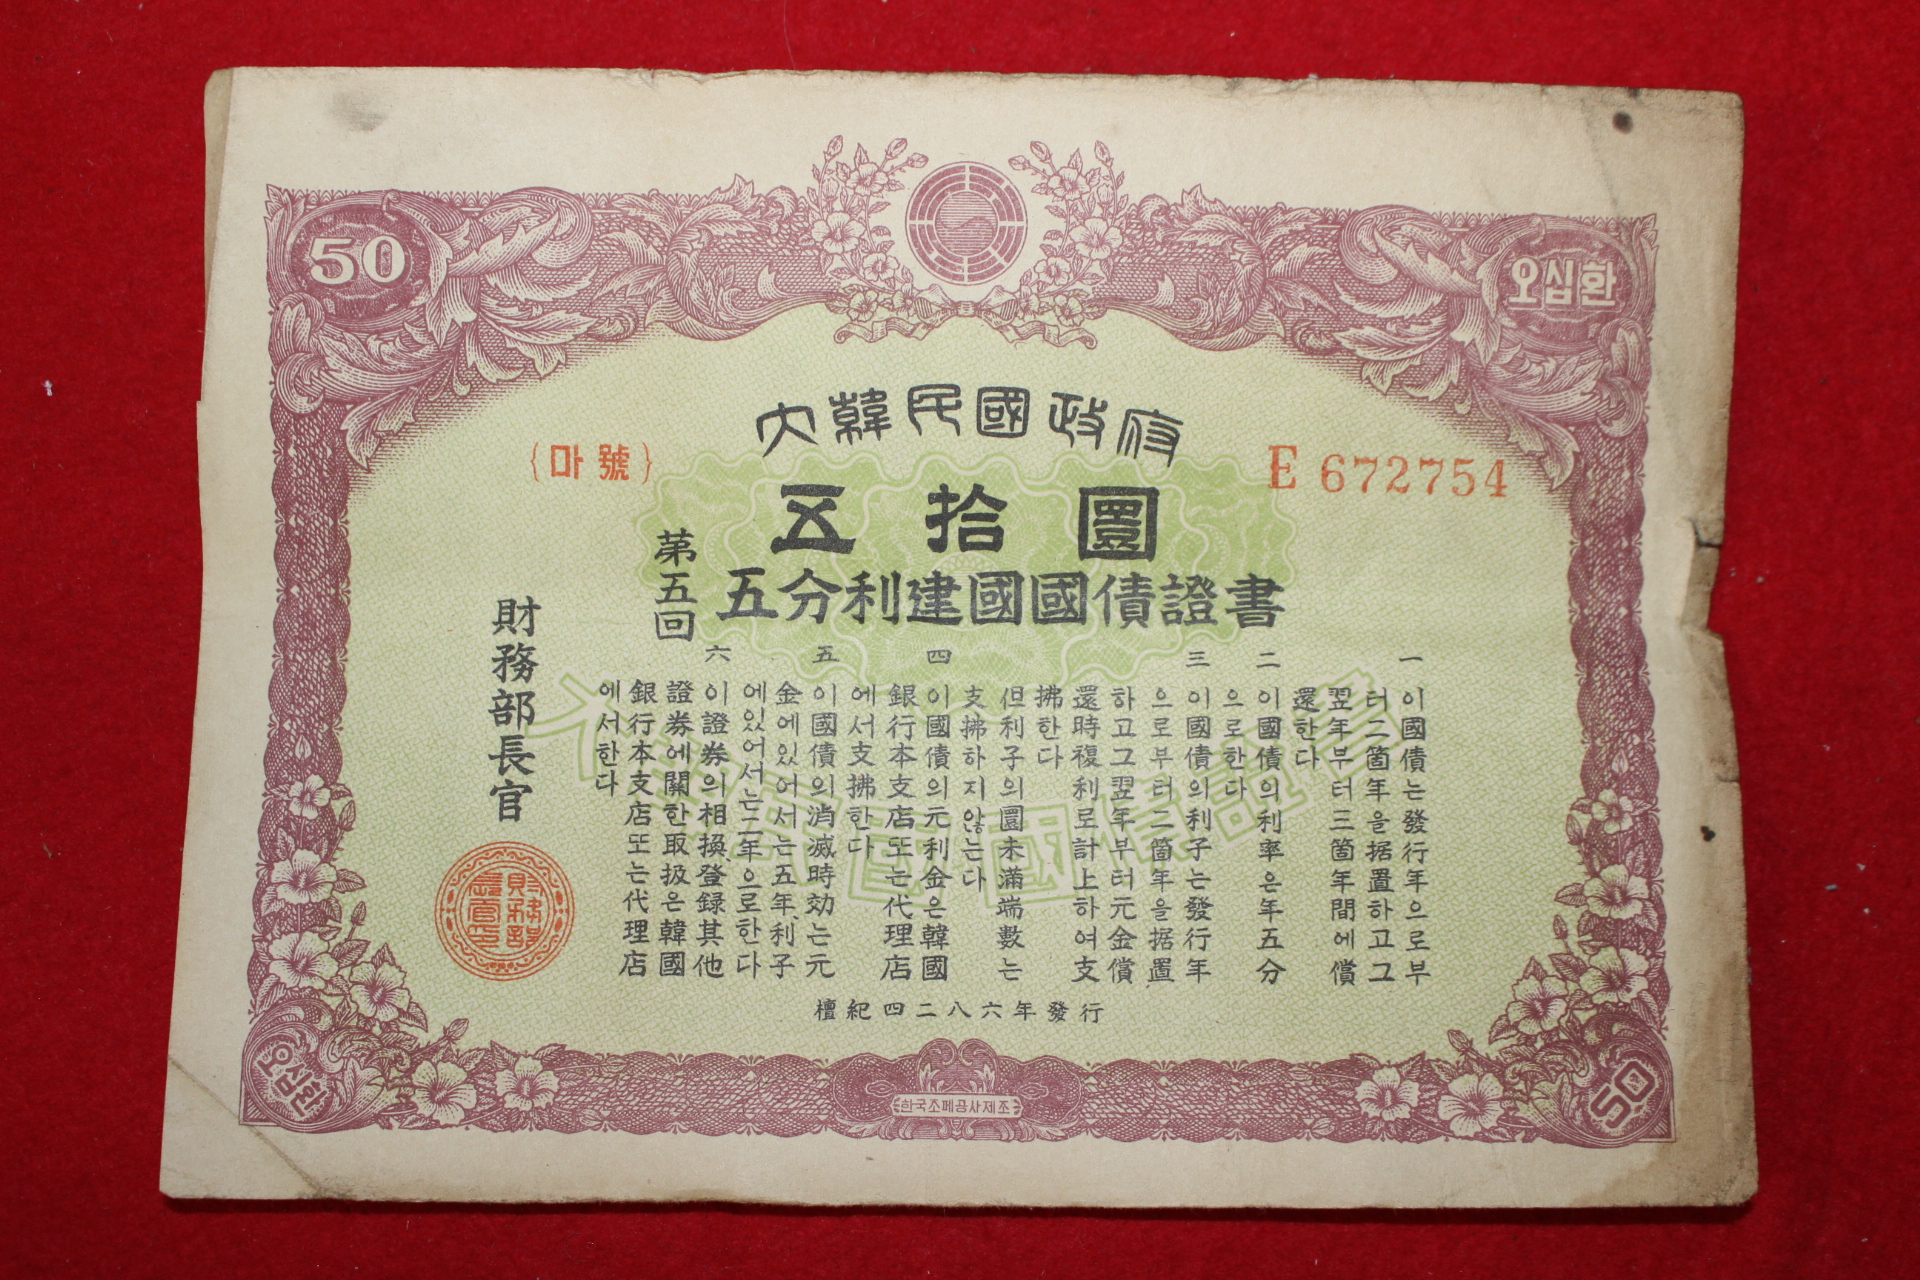 50
오십환
大韓民國政府
{마號}
E 672754
五拾圜
第五回
五分利建國國債證書
一 이國債는發行年으로부
터二箇年을据置하고그
翌年부터三箇年間에償
還한다
二 이國債의利率은年五分
으로한다
三 이國債의利子는發行年
으로부터二箇年을据置
하고그翌年부터元金償
還時複利로計上하여支
拂한다
但利子의圜未滿端數는
支拂하지않는다
四 이國債의元利金은韓國
銀行本支店또는代理店
에서支拂한다
五 이國債의消滅時効는元
金에있어서는五年、利子
에있어서는二年으로한다
六 이證券의相換、登録其他
證券에關한取扱은韓國
銀行本支店또는代理店
에서한다
財務部長官
財務部長官印
檀紀四二八六年發行
오십환
한국조폐공사제조
50